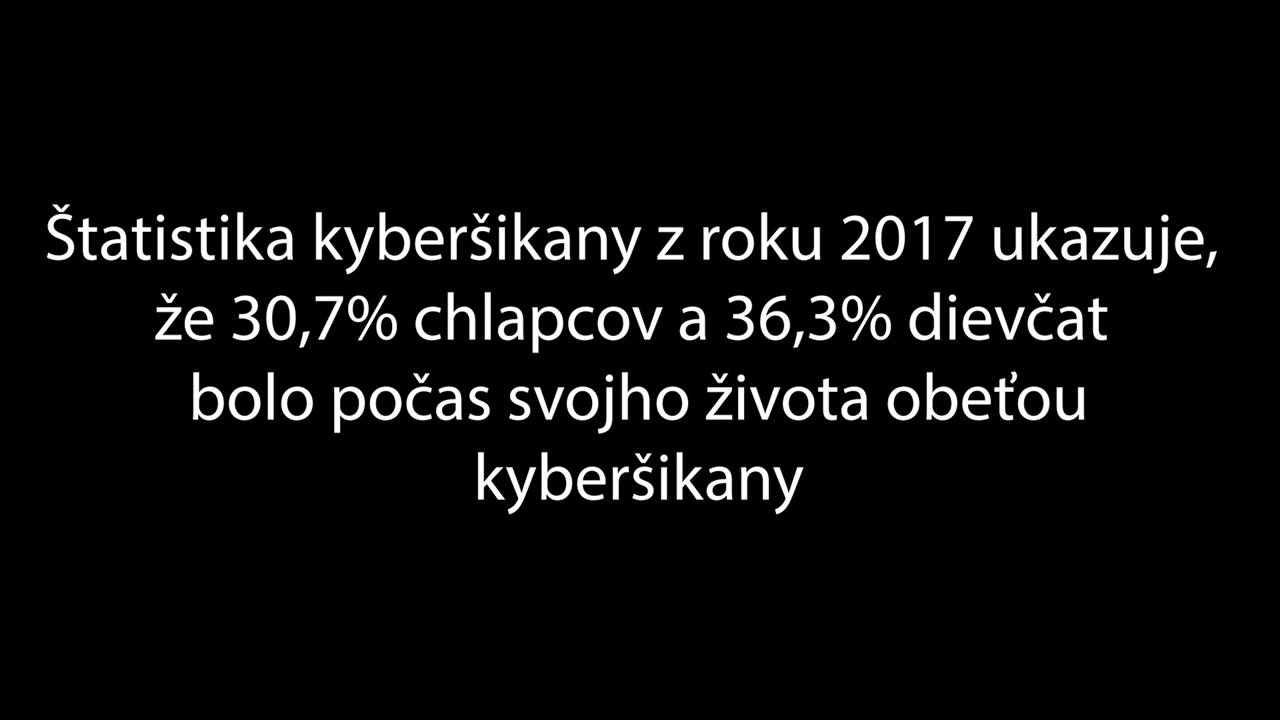 Štatistika kyberšikany z roku 2017 ukazuje,
že 30,7% chlapcov a 36,3% dievčat
bolo počas svojho života obeťou
kyberšikany